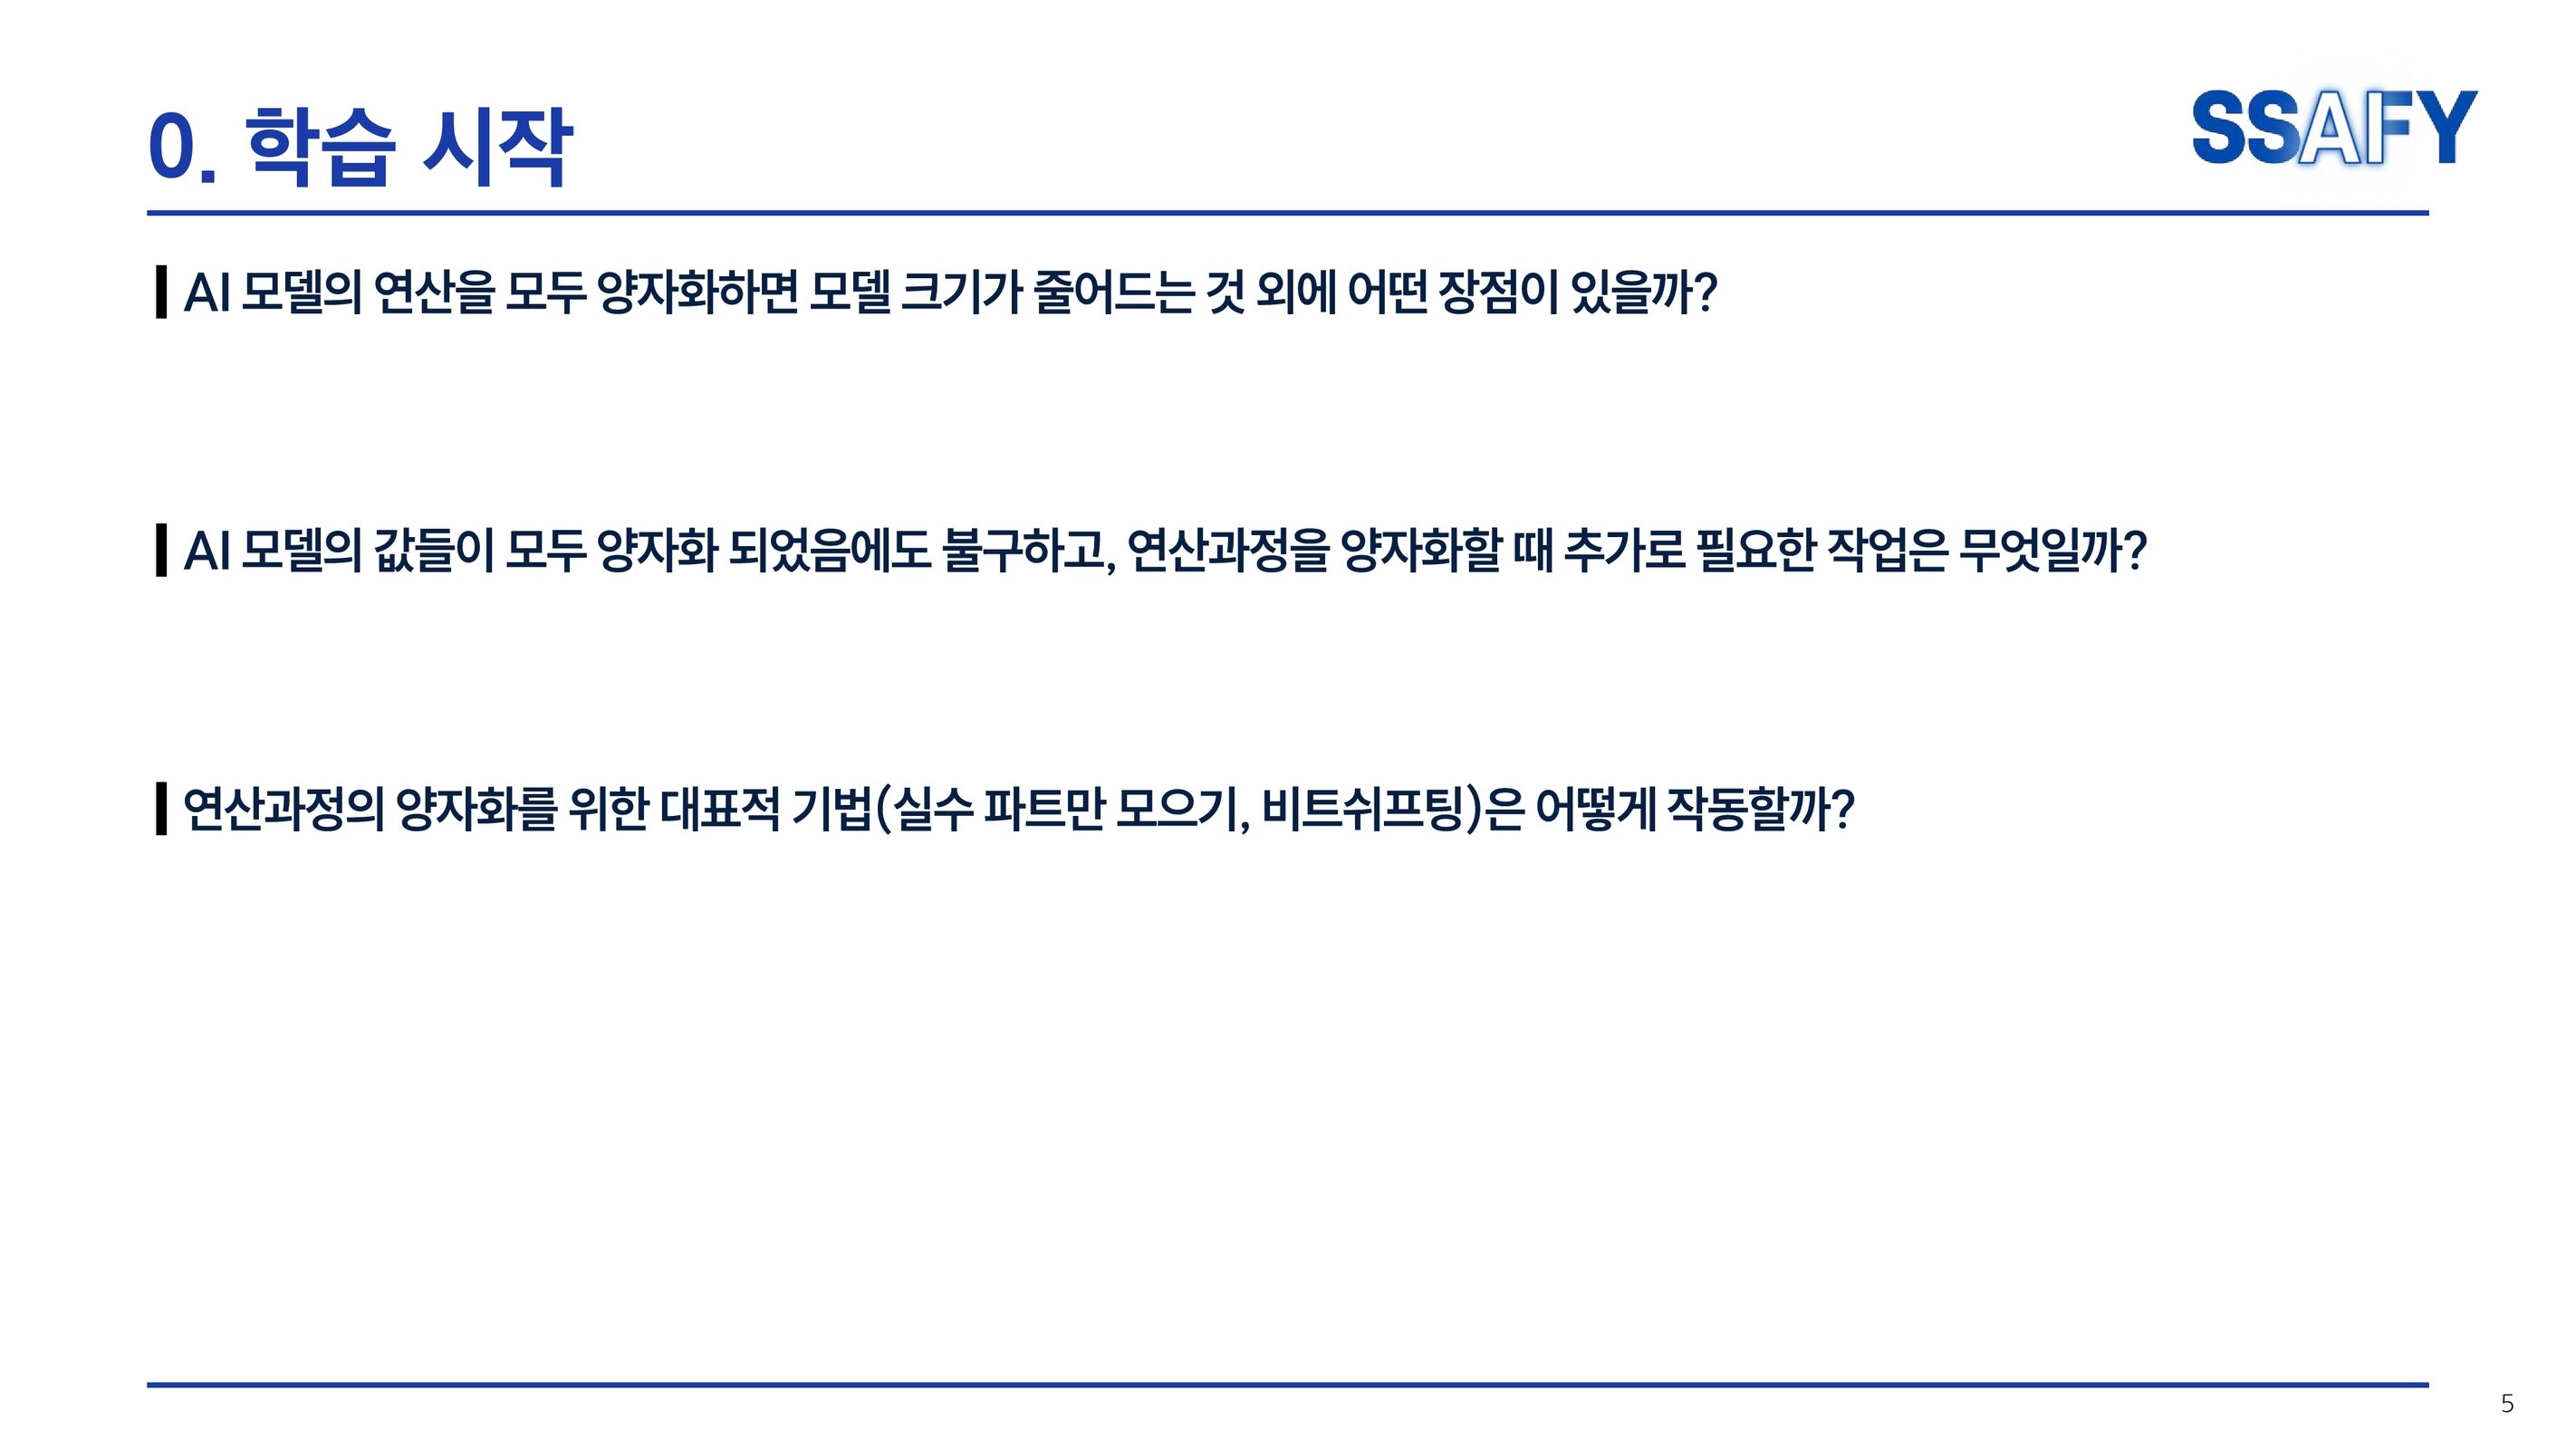 0. 학습 시작
SSAFY
AI 모델의 연산을 모두 양자화하면 모델 크기가 줄어드는 것 외에 어떤 장점이 있을까?
AI 모델의 값들이 모두 양자화 되었음에도 불구하고, 연산과정을 양자화할 때 추가로 필요한 작업은 무엇일까?
연산과정의 양자화를 위한 대표적 기법(실수 파트만 모으기, 비트쉬프팅)은 어떻게 작동할까?
5